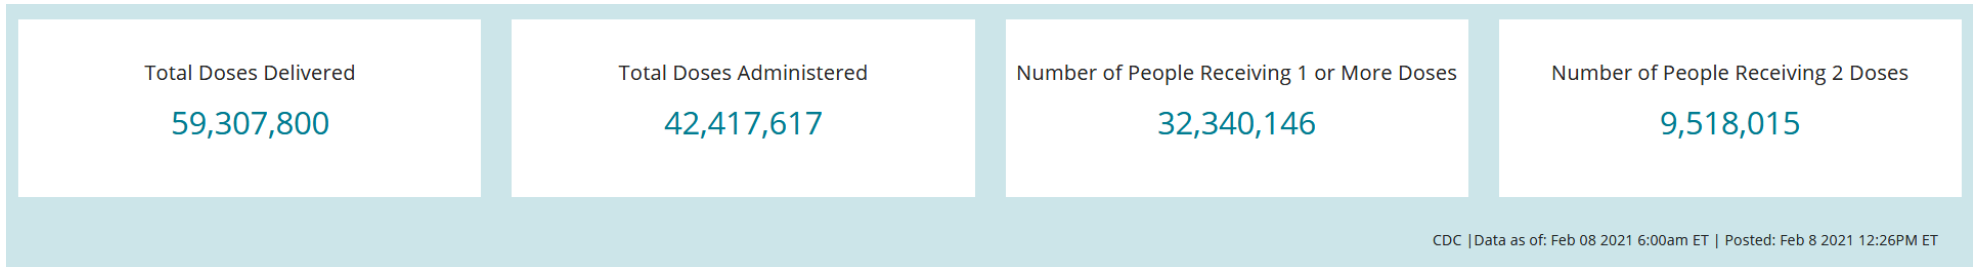 Total Doses Delivered
59,307,800
Total Doses Administered
42,417,617
Number of People Receiving 1 or More Doses
32,340,146
Number of People Receiving 2 Doses
9,518,015
CDC |Data as of: Feb 08 2021 6:00am ET | Posted: Feb 8 2021 12:26PM ET